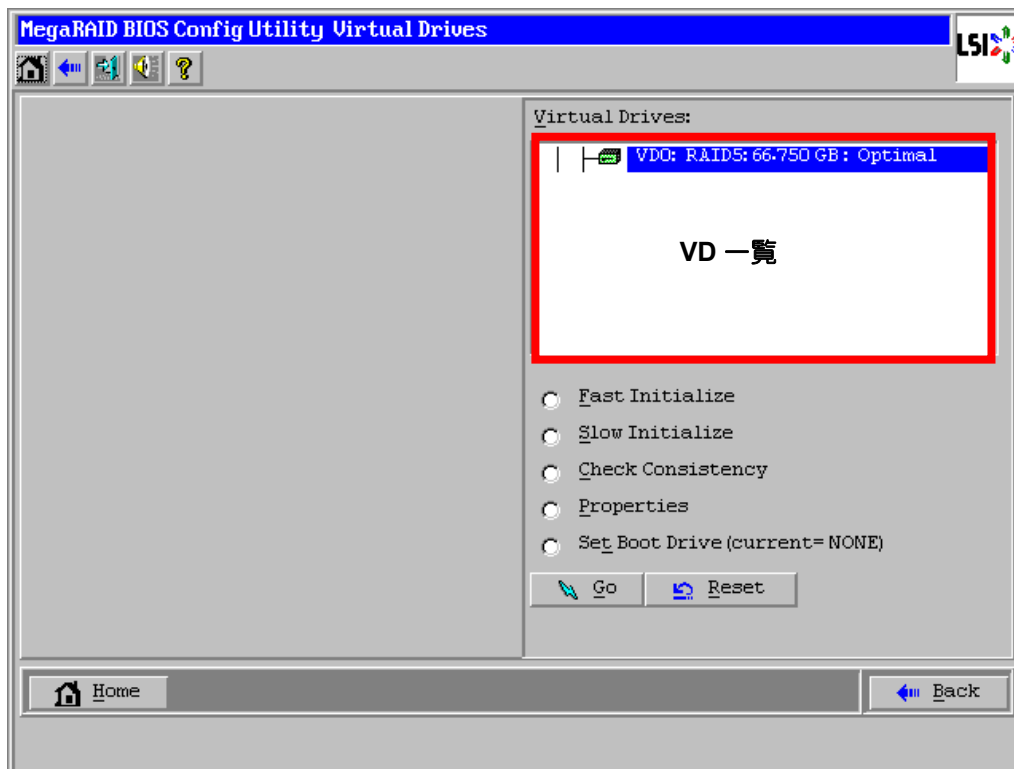 MegaRAID BIOS Config Utility Virtual Drives
LSI
?
Virtual Drives:
VD0: RAID5: 66.750 GB: Optimal
VD 一覧
Fast Initialize
Slow Initialize
Check Consistency
Properties
Set Boot Drive (current= NONE)
Go
Reset
Home
Back